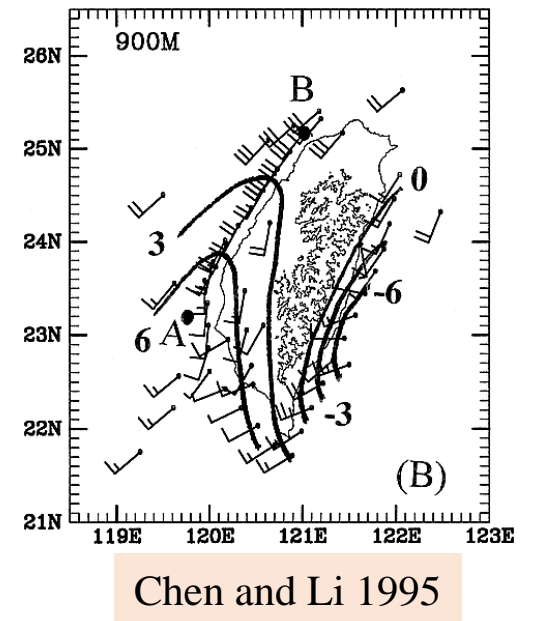 900M
26N
B
25N
0
24N
3
-6
23N
6 A
22N
-3
(B)
21N
119E 120E 121E 122E 123E
Chen and Li 1995